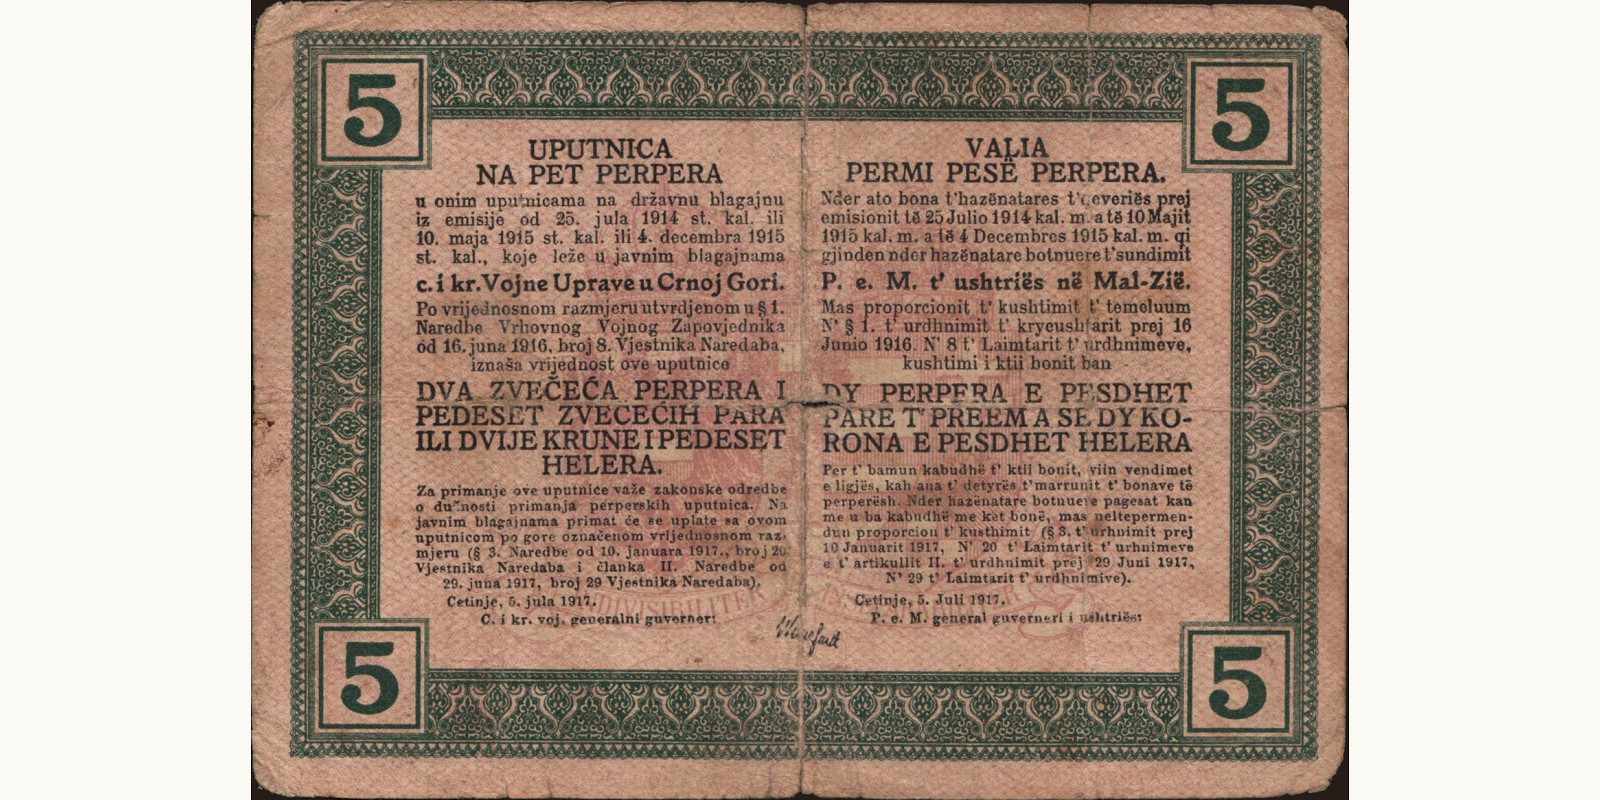 5
5
UPUTNICA
NA PET PERPERA
u onim uputnicama na državnu blagajnu
iz emisije od 25. jula 1914 st. kal. ili
10. maja 1915 st. kal. ili 4. decembra 1915
st. kal., koje leže u javnim blagajnama
c. i kr. Vojne Uprave u Crnoj Gori.
Po vrijednosnom razmjeru utvrdjenom u § 1.
Naredbe Vrhovnog Vojnog Zapovjednika
od 16. juna 1916, broj 8. Vjestnika Naredaba,
iznaša vrijednost ove uputnice
DVA ZVEČEĆA PERPERA I
PEDESET ZVECEĆIH PARA
ILI DVIJE KRUNE I PEDESET
HELERA.
Za primanje ove uputnice važe zakonske odredbe
o dužnosti primanja perperskih uputnica. Na
javnim blagajnama primat će se uplate sa ovom
uputnicom po gore označenom vrijednosnom raz-
mjeru (§ 3. Naredbe od 10. januara 1917., broj 20
Vjestnika Naredaba i članka II. Naredbe od
29. juna 1917, broj 29 Vjestnika Naredaba).
Cetinje, 5. jula 1917.
C. i kr. voj. generalni guverner:
VALIA
PERMI PESË PERPERA.
Nder ato bona t'hazënatares t'qeveriës prej
emisionit të 25 Julio 1914 kal. m. a të 10 Majit
1915 kal. m. a të 4 Decembres 1915 kal. m. qi
gjinden nder hazënatare botnuere t'sundimit
P. e. M. t' ushtriës në Mal-Zië.
Mas proporcionit t' kushtimit t' temeluum
N' § 1. t' urdhnimit t' kryeushtarit prej 16
Junio 1916. N' 8 t' Laimtarit t' urdhnimeve,
kushtimi i ktii bonit ban
DY PERPERA E PESDHET
PARE T' PREEM A SE DY KO-
RONA E PESDHET HELERA
Per t' bamun kabudhë t' ktii bonit, viin vendimet
e ligjës, kah ana t' detyrës t' marrunit t' bonave të
perperësh. Nder hazënatare botnuere pagesat kan
me u ba kabudhë me ket bonë, mas neltepermen-
dun proporcion t' kusthimit (§ 3. t' urhnimit prej
10 Januarit 1917, N' 20 t' Laimtarit t' urhnimeve
e t' artikullit II. t' urdhnimit prej 29 Juni 1917,
N' 29 t' Laimtarit t' urdhnimive).
Cetinje, 5. Juli 1917.
P. e. M. general guverneri i ushtriës:
5
5